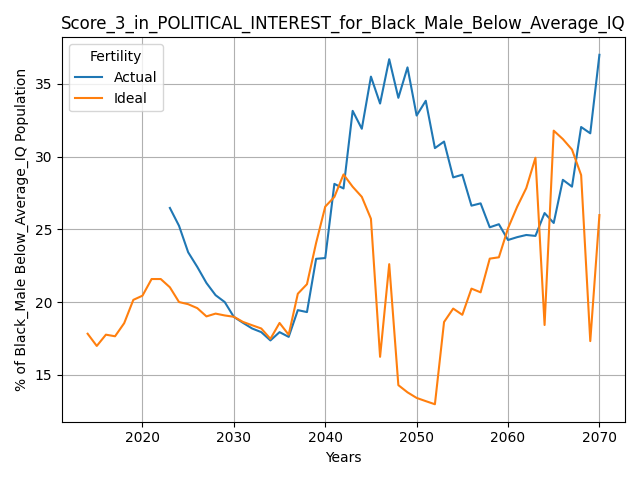 Score_3_in_POLITICAL_INTEREST_for_Black_Male_Below_Average_IQ
Fertility
Actual
Ideal
% of Black_Male Below_Average_IQ Population
35
30
25
20
15
2020
2030
2040
2050
2060
2070
Years